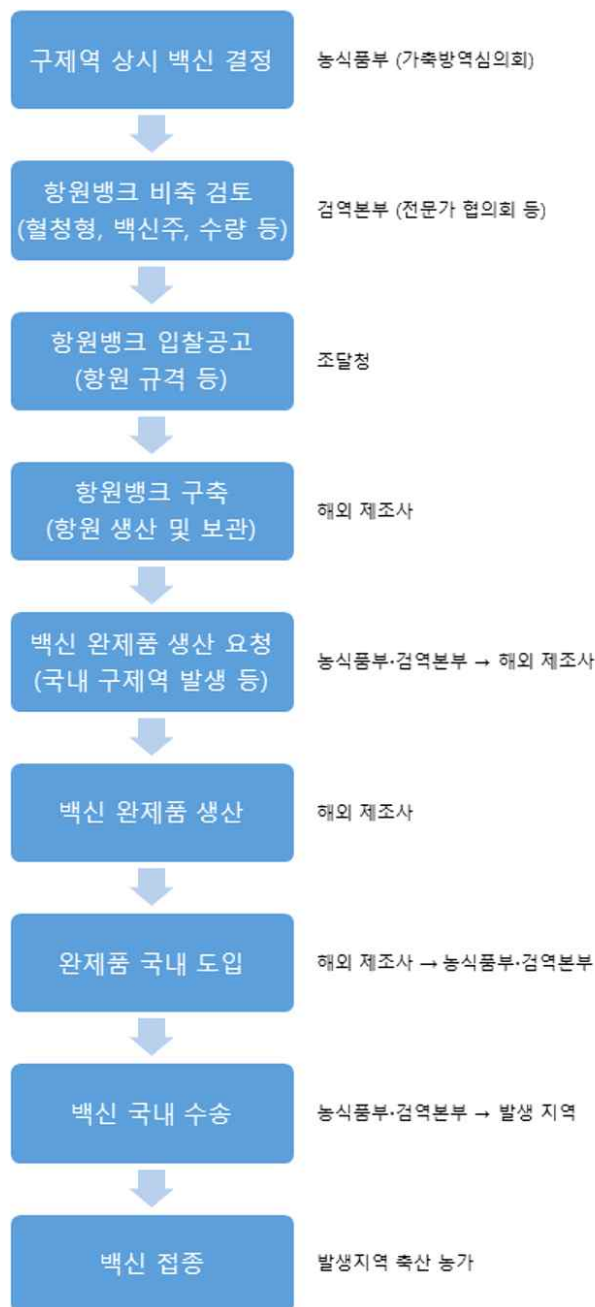 구제역 상시 백신 결정
농식품부 (가축방역심의회)
항원뱅크 비축 검토
(혈청형, 백신주, 수량 등)
검역본부 (전문가 협의회 등)
항원뱅크 입찰공고
(항원 규격 등)
조달청
항원뱅크 구축
(항원 생산 및 보관)
해외 제조사
백신 완제품 생산 요청
(국내 구제역 발생 등)
농식품부·검역본부 → 해외 제조사
백신 완제품 생산
해외 제조사
완제품 국내 도입
해외 제조사 → 농식품부·검역본부
백신 국내 수송
농식품부·검역본부 → 발생 지역
백신 접종
발생지역 축산 농가